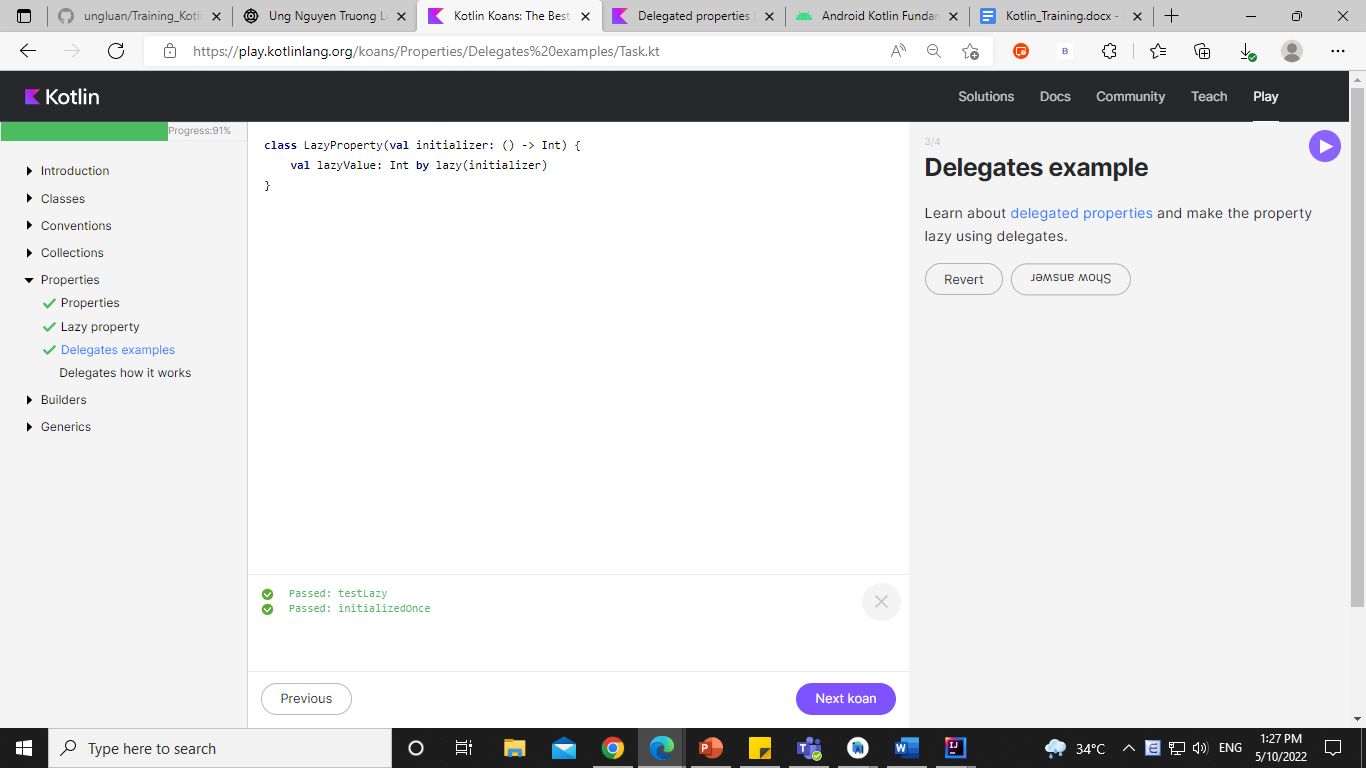 ungluan/Training_Kotli
Ung Nguyen Truong L
Kotlin Koans: The Best
Delegated properties
Android Kotlin Fundam
Kotlin_Training.docx -
https://play.kotlinlang.org/koans/Properties/Delegates%20examples/Task.kt
Kotlin
Solutions
Docs
Community
Teach
Play
Progress:91%
Introduction
Classes
Conventions
Collections
Properties
Properties
Lazy property
Delegates examples
Delegates how it works
Builders
Generics
class LazyProperty(val initializer: () -> Int) {
    val lazyValue: Int by lazy(initializer)
}
3/4
Delegates example
Learn about delegated properties and make the property
lazy using delegates.
Revert
Show answer
Passed: testLazy
Passed: initializedOnce
Previous
Next koan
Type here to search
34°C
ENG
1:27 PM
5/10/2022